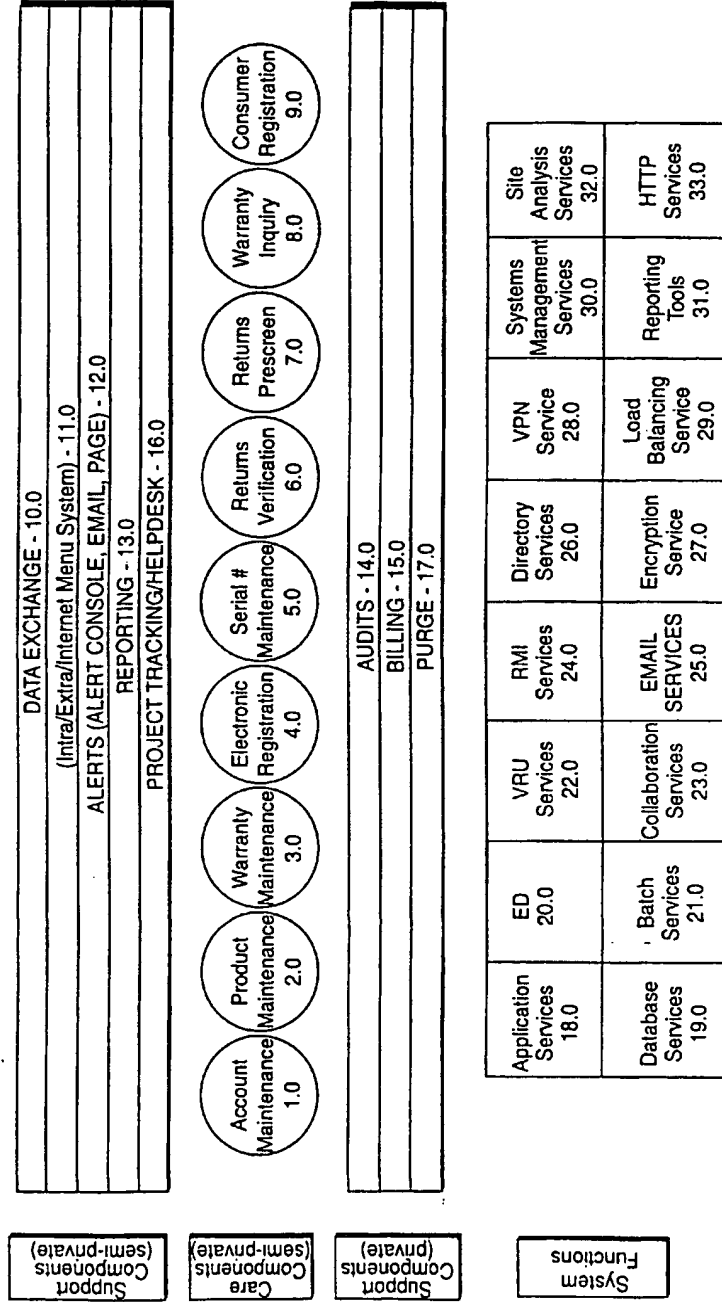 Support
Components
(semi-private)
DATA EXCHANGE - 10.0
(Intra/Extra/Internet Menu System) - 11.0
ALERTS (ALERT CONSOLE, EMAIL, PAGE) - 12.0
REPORTING - 13.0
PROJECT TRACKING/HELPDESK - 16.0
Care
Components
(semi-private)
Account
Maintenance
1.0
Product
Maintenance
2.0
Warranty
Maintenance
3.0
Electronic
Registration
4.0
Serial #
Maintenance
5.0
Returns
Verification
6.0
Returns
Prescreen
7.0
Warranty
Inquiry
8.0
Consumer
Registration
9.0
Support
Components
(private)
AUDITS - 14.0
BILLING - 15.0
PURGE - 17.0
System
Functions
Application
Services
18.0
ED
20.0
VRU
Services
22.0
RMI
Services
24.0
Directory
Services
26.0
VPN
Service
28.0
Systems
Management
Services
30.0
Site
Analysis
Services
32.0
Database
Services
19.0
Batch
Services
21.0
Collaboration
Services
23.0
EMAIL
SERVICES
25.0
Encryption
Service
27.0
Load
Balancing
Service
29.0
Reporting
Tools
31.0
HTTP
Services
33.0